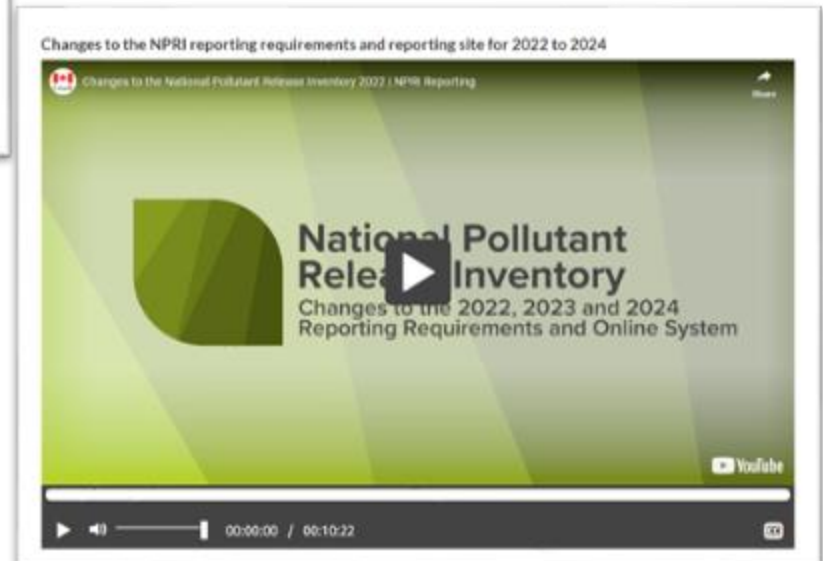 Changes to the NPRI reporting requirements and reporting site for 2022 to 2024
Changes to the National Pollutant Release Inventory 2022 | NPRI Reporting
Share
National Pollutant
Release Inventory
Changes to the 2022, 2023 and 2024
Reporting Requirements and Online System
YouTube
00:00:00 / 00:10:22
CC